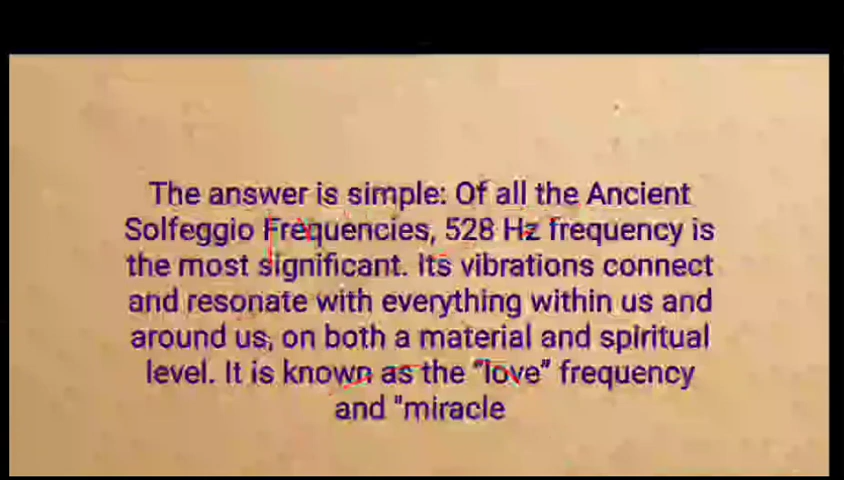 The answer is simple: Of all the Ancient
Solfeggio Frequencies, 528 Hz frequency is
the most significant. Its vibrations connect
and resonate with everything within us and
around us, on both a material and spiritual
level. It is known as the “love” frequency
and "miracle